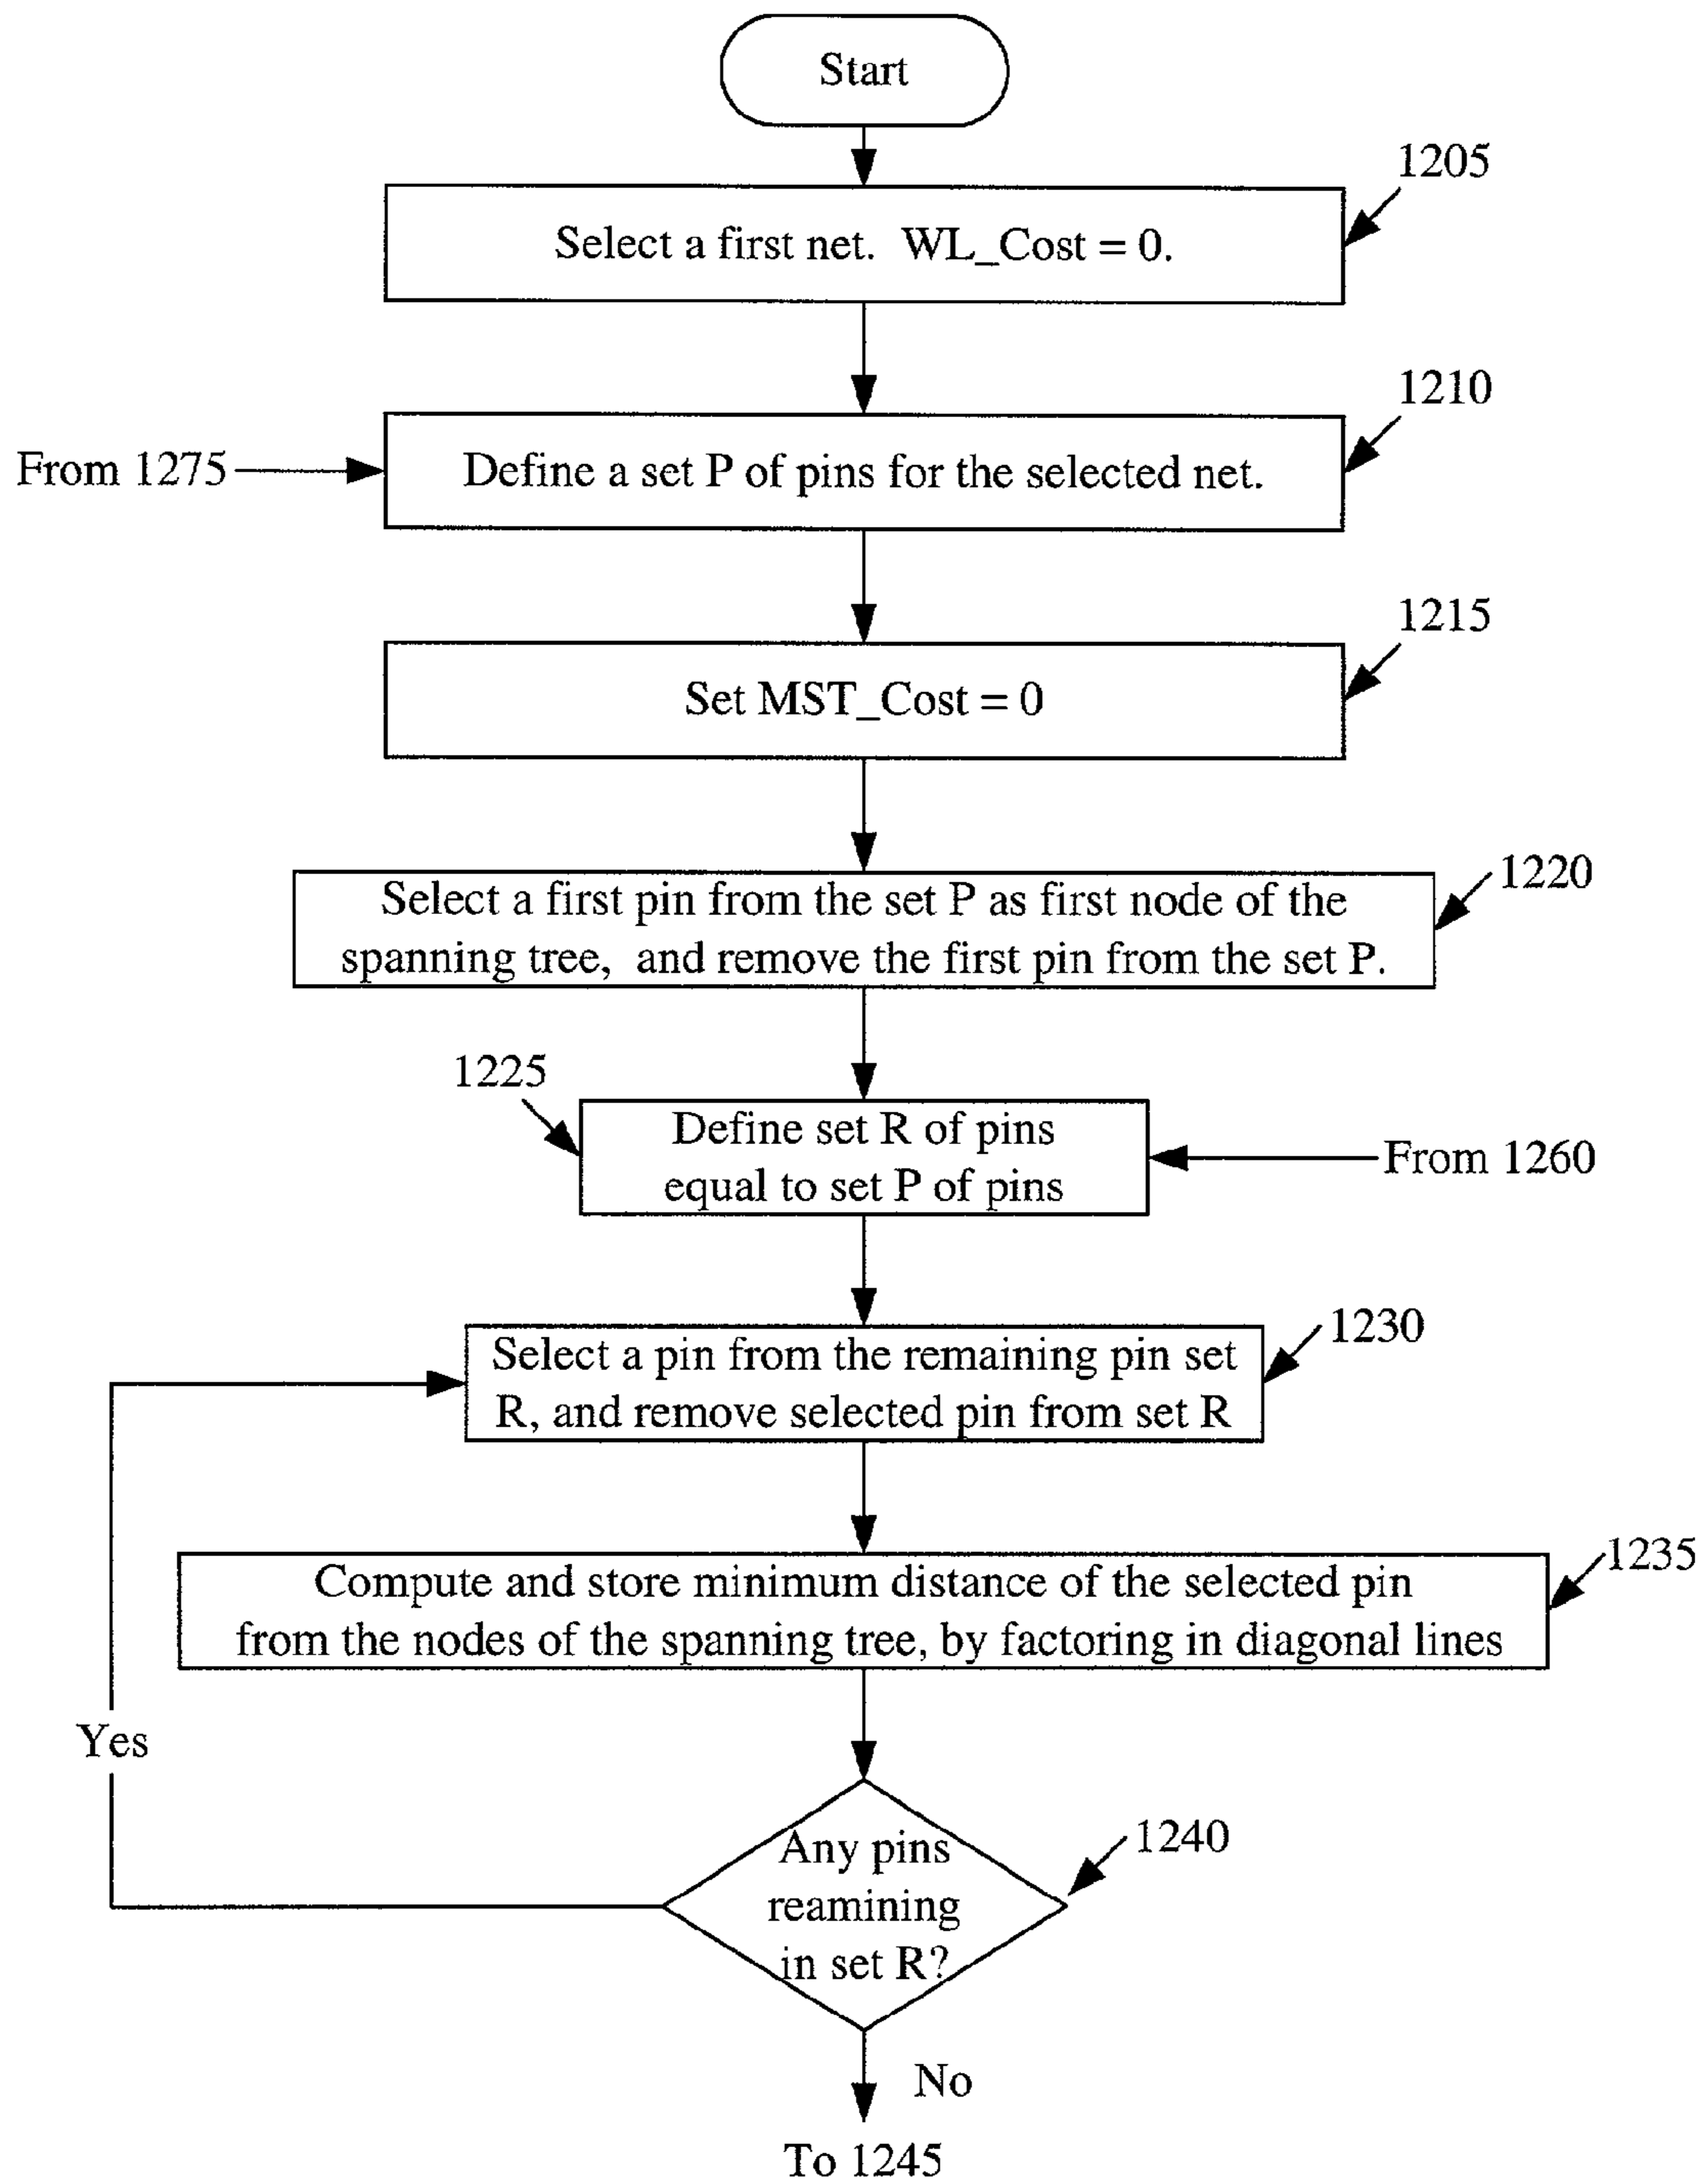 Start
1205
Select a first net. WL_Cost = 0.
1210
From 1275
Define a set P of pins for the selected net.
1215
Set MST_Cost = 0
1220
Select a first pin from the set P as first node of the
spanning tree, and remove the first pin from the set P.
1225
Define set R of pins
equal to set P of pins
From 1260
1230
Select a pin from the remaining pin set
R, and remove selected pin from set R
1235
Compute and store minimum distance of the selected pin
from the nodes of the spanning tree, by factoring in diagonal lines
Yes
1240
Any pins
reamining
in set R?
No
To 1245